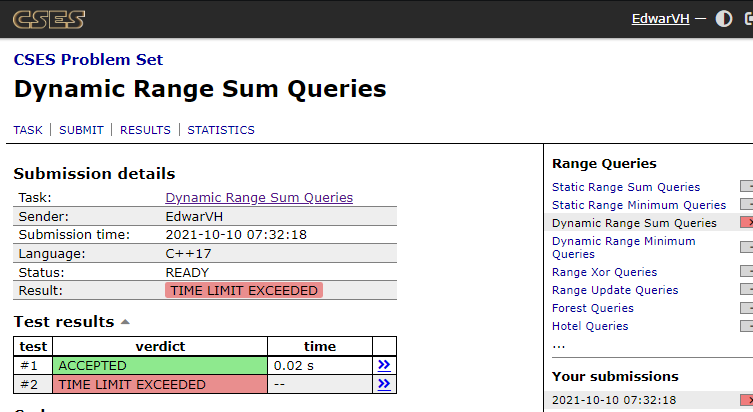 CSES
EdwarVH —
CSES Problem Set
Dynamic Range Sum Queries
TASK | SUBMIT | RESULTS | STATISTICS
Submission details
Task: Dynamic Range Sum Queries
Sender: EdwarVH
Submission time: 2021-10-10 07:32:18
Language: C++17
Status: READY
Result: TIME LIMIT EXCEEDED
Test results
test verdict time
#1 ACCEPTED 0.02 s »
#2 TIME LIMIT EXCEEDED -- »
Range Queries
Static Range Sum Queries
Static Range Minimum Queries
Dynamic Range Sum Queries
Dynamic Range Minimum
Queries
Range Xor Queries
Range Update Queries
Forest Queries
Hotel Queries
...
Your submissions
2021-10-10 07:32:18